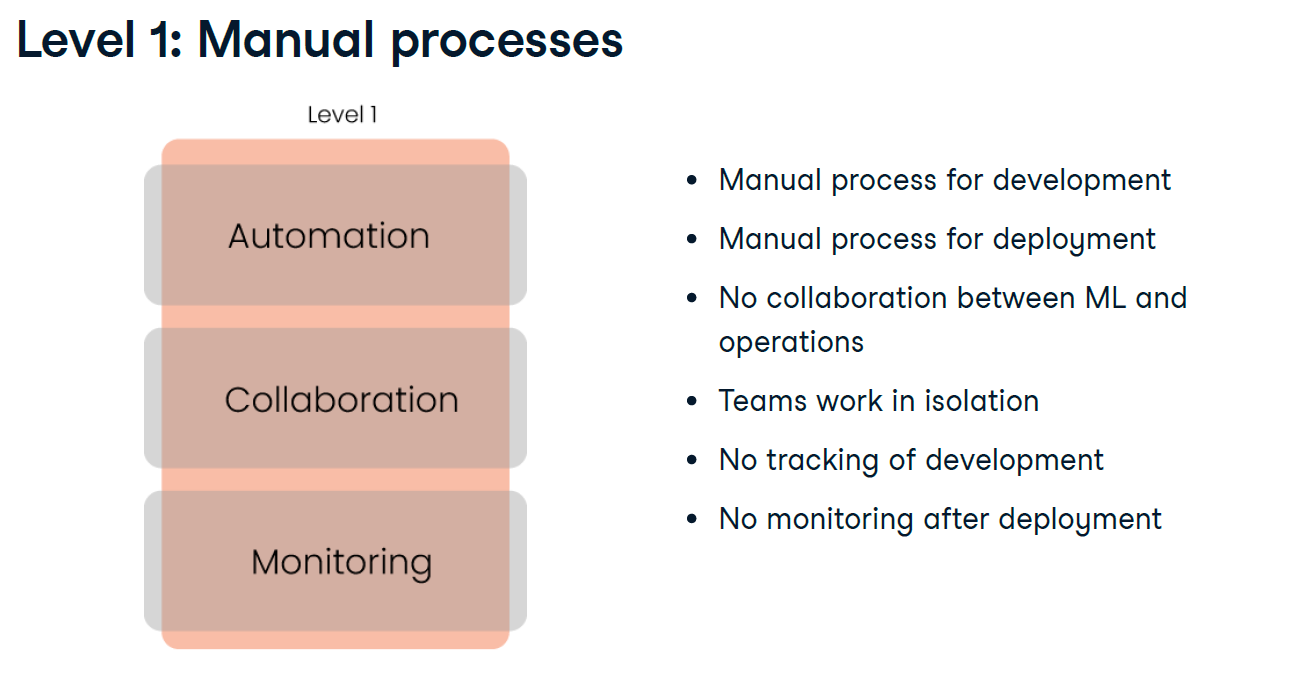 Level 1: Manual processes
Level 1
Automation
Collaboration
Monitoring
• Manual process for development
• Manual process for deployment
• No collaboration between ML and
operations
• Teams work in isolation
• No tracking of development
• No monitoring after deployment